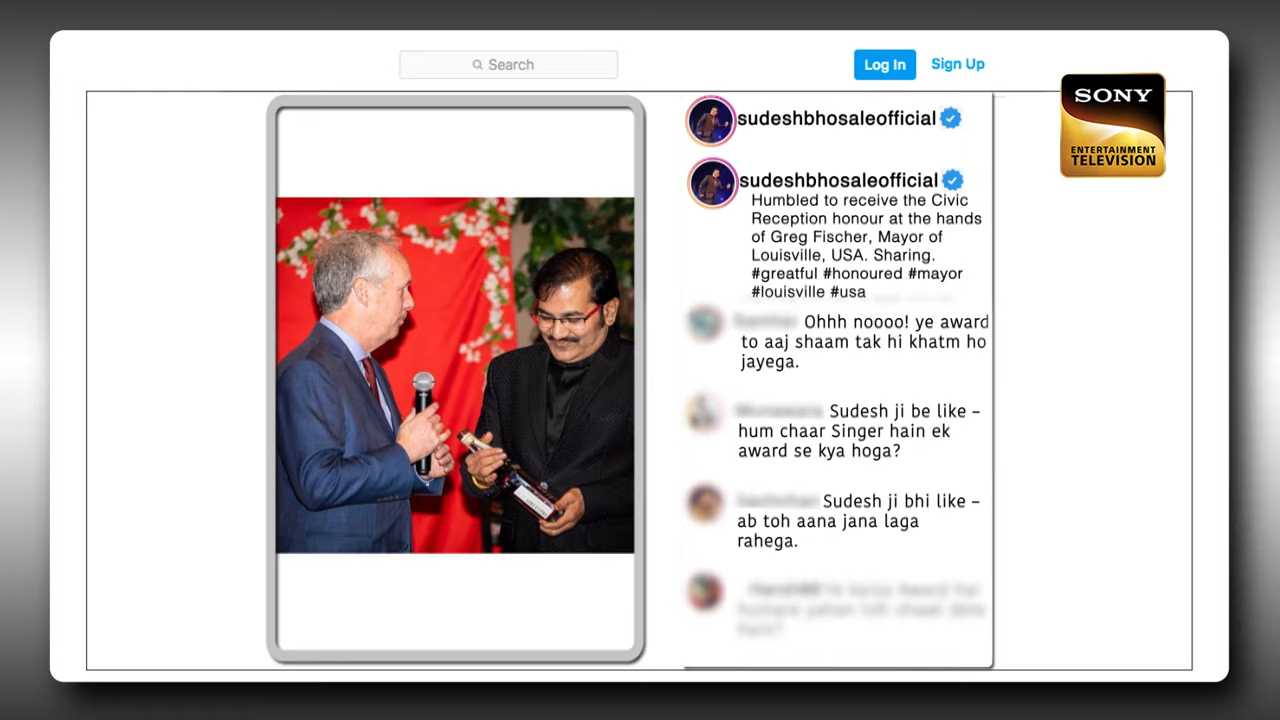 Search
Log In
Sign Up
SONY
ENTERTAINMENT
TELEVISION
sudeshbhosaleofficial
sudeshbhosaleofficial
Humbled to receive the Civic
Reception honour at the hands
of Greg Fischer, Mayor of
Louisville, USA. Sharing.
#greatful #honoured #mayor
#louisville #usa
Ohhh noooo! ye award
to aaj shaam tak hi khatm ho
jayega.
Sudesh ji be like –
hum chaar Singer hain ek
award se kya hoga?
Sudesh ji bhi like –
ab toh aana jana laga
rahega.